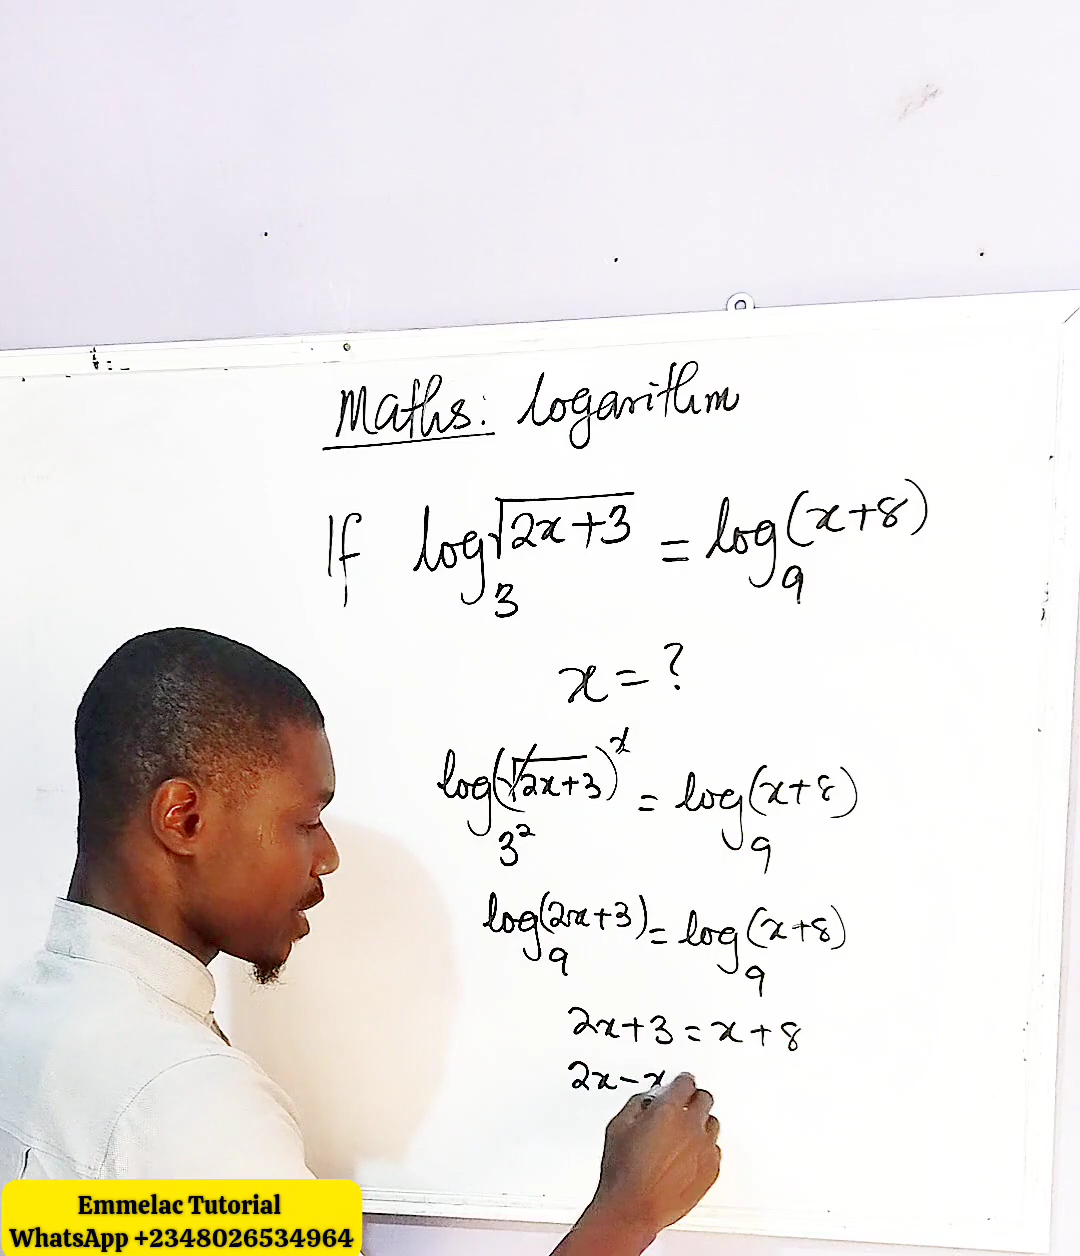 Maths: logarithm
If log₃√(2x+3) = log₉(x+8)
x = ?
log₃²(√2x+3)² = log₉(x+8)
log₉(2x+3) = log₉(x+8)
2x+3 = x+8
2x-x
Emmelac Tutorial
WhatsApp +2348026534964